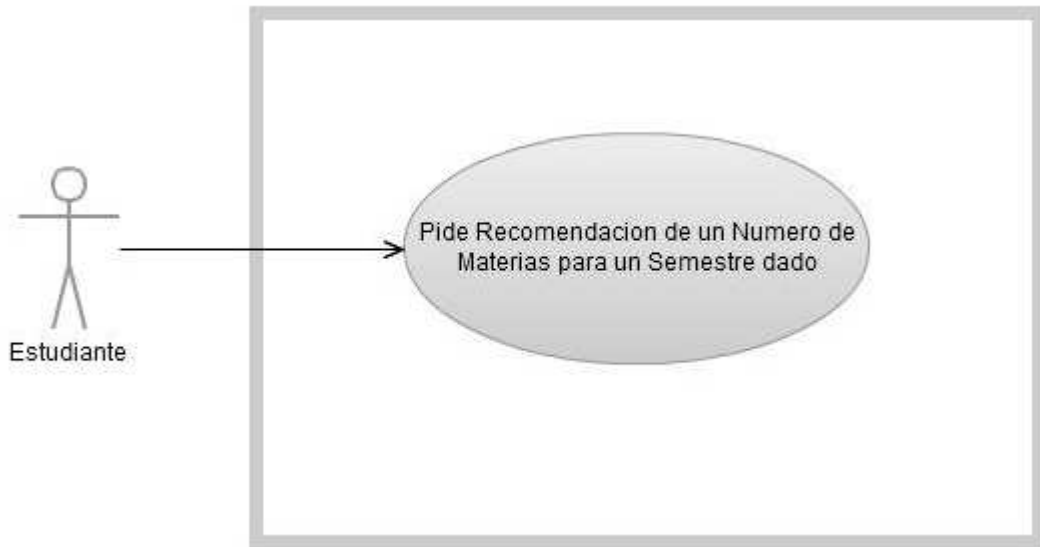 Pide Recomendacion de un Numero de
Materias para un Semestre dado
Estudiante